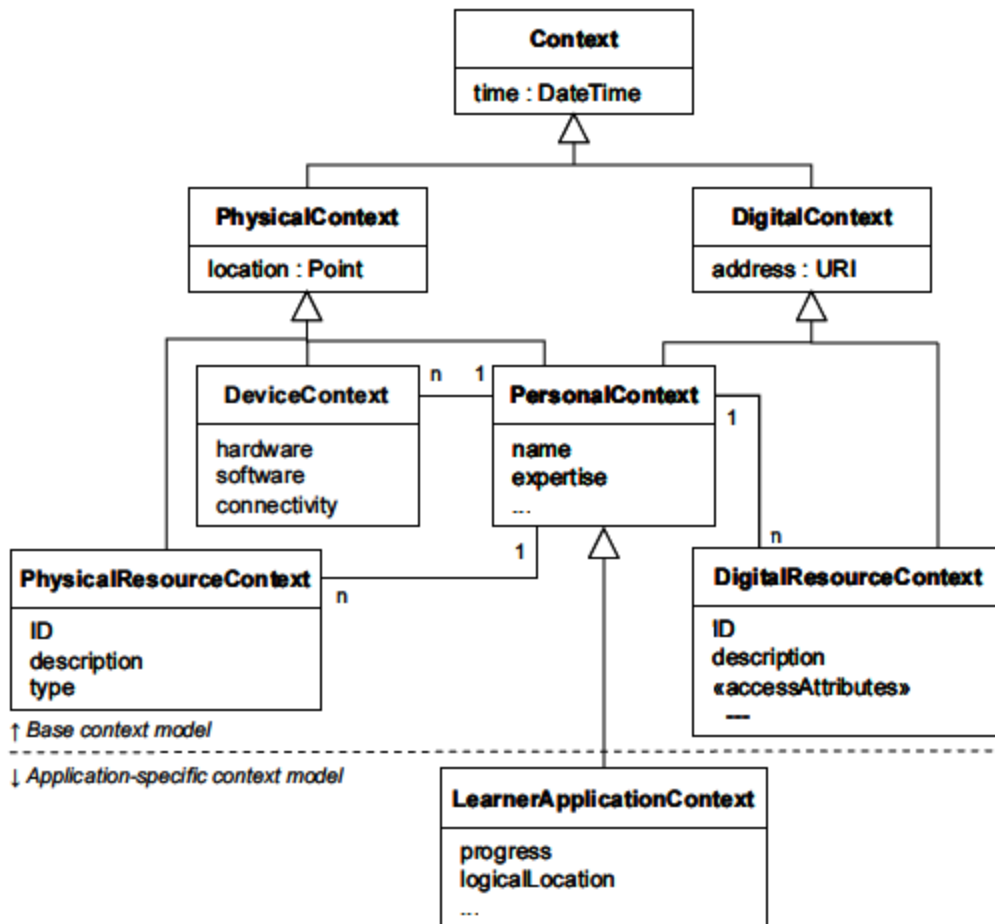 Context
time : DateTime
PhysicalContext
location : Point
DigitalContext
address : URI
DeviceContext
hardware
software
connectivity
n
1
PersonalContext
name
expertise
...
1
n
PhysicalResourceContext
ID
description
type
1
n
DigitalResourceContext
ID
description
«accessAttributes»
---
↑ Base context model
↓ Application-specific context model
LearnerApplicationContext
progress
logicalLocation
...